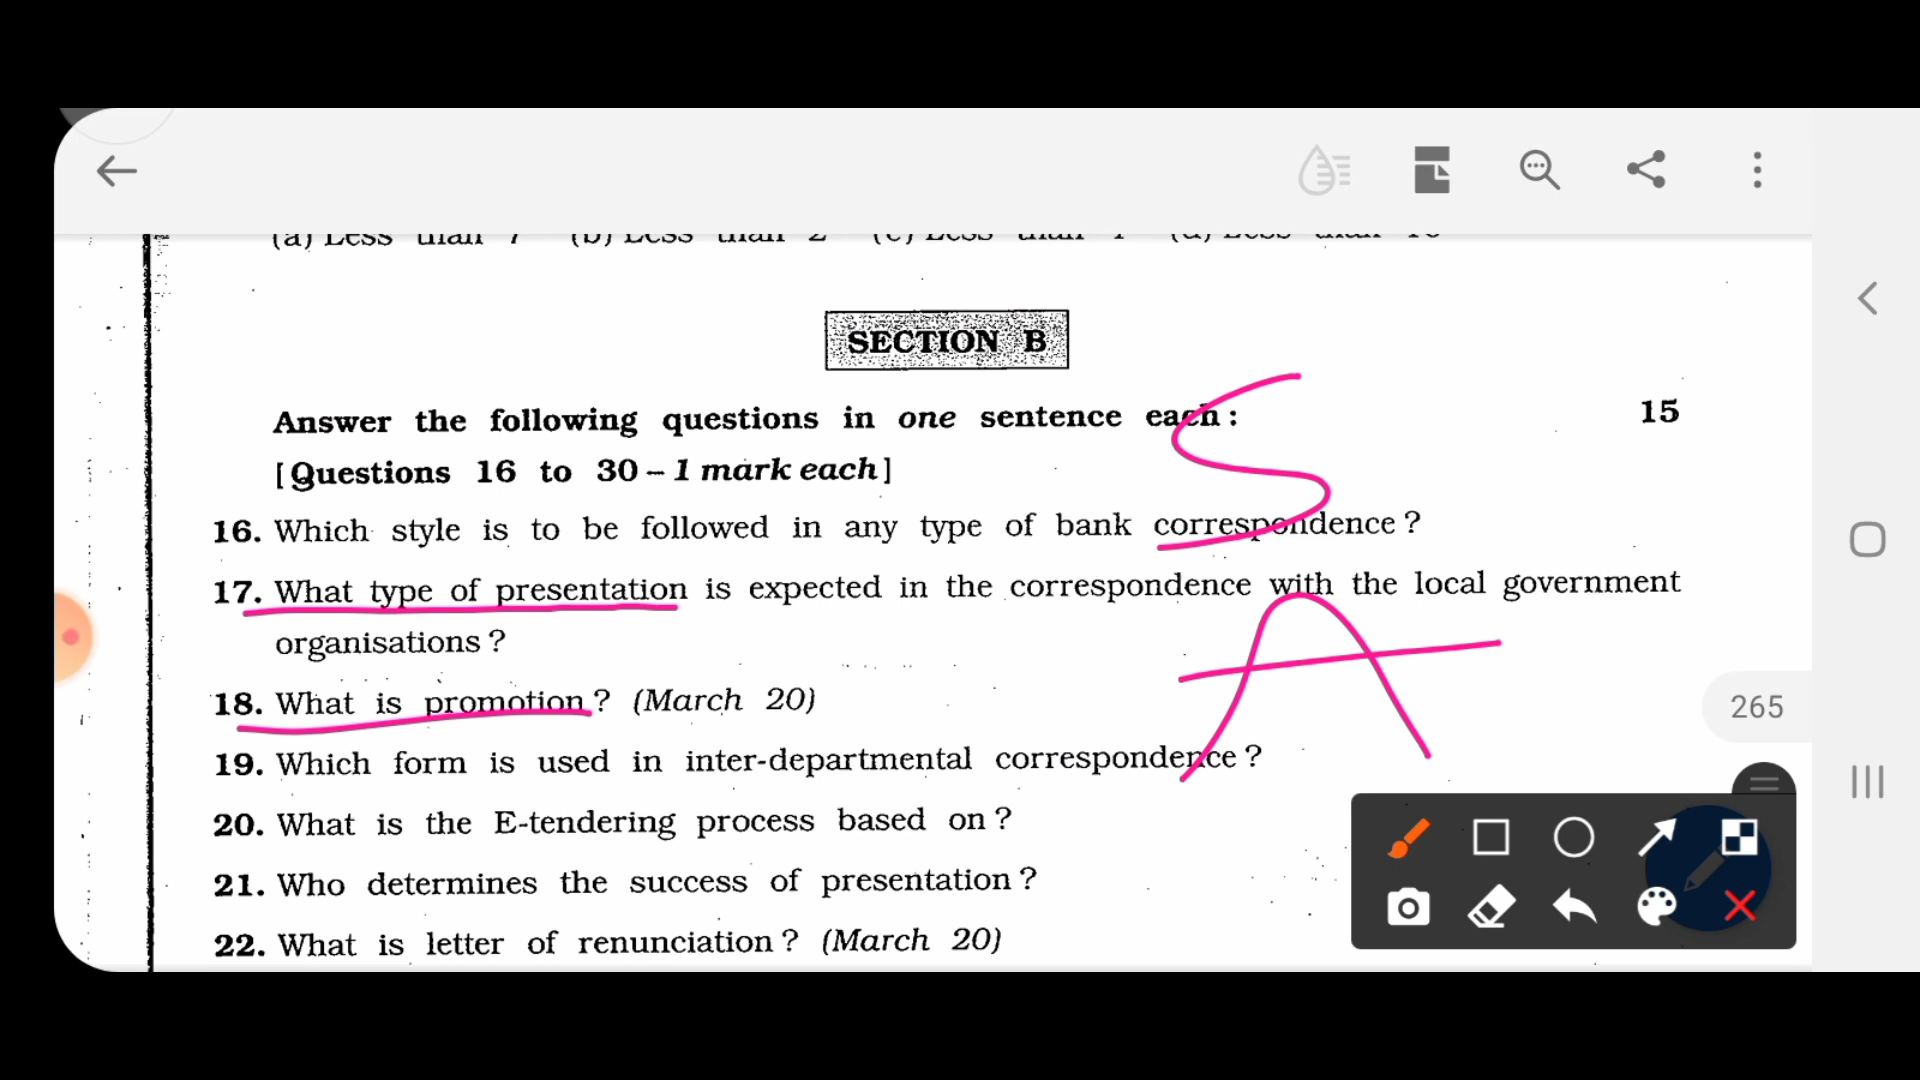 SECTION B
Answer the following questions in one sentence each : 15
[Questions 16 to 30 – 1 mark each]
16. Which style is to be followed in any type of bank correspondence ?
17. What type of presentation is expected in the correspondence with the local government
organisations ?
18. What is promotion ? (March 20)
265
19. Which form is used in inter-departmental correspondence ?
20. What is the E-tendering process based on ?
21. Who determines the success of presentation ?
22. What is letter of renunciation ? (March 20)
S
A